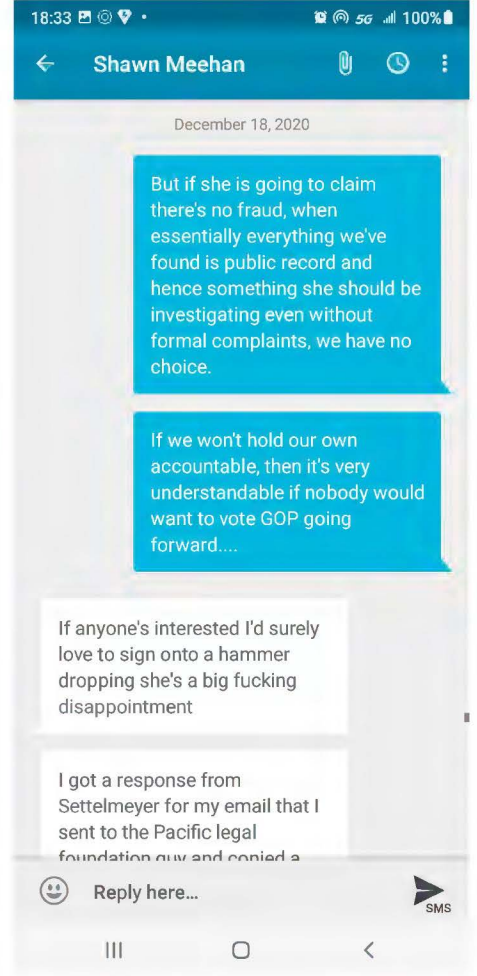 18:33 5G 100%
Shawn Meehan
December 18, 2020
But if she is going to claim
there's no fraud, when
essentially everything we've
found is public record and
hence something she should be
investigating even without
formal complaints, we have no
choice.
If we won't hold our own
accountable, then it's very
understandable if nobody would
want to vote GOP going
forward....
If anyone's interested I'd surely
love to sign onto a hammer
dropping she's a big fucking
disappointment
I got a response from
Settelmeyer for my email that I
sent to the Pacific legal
foundation guy and copied a
Reply here...
SMS